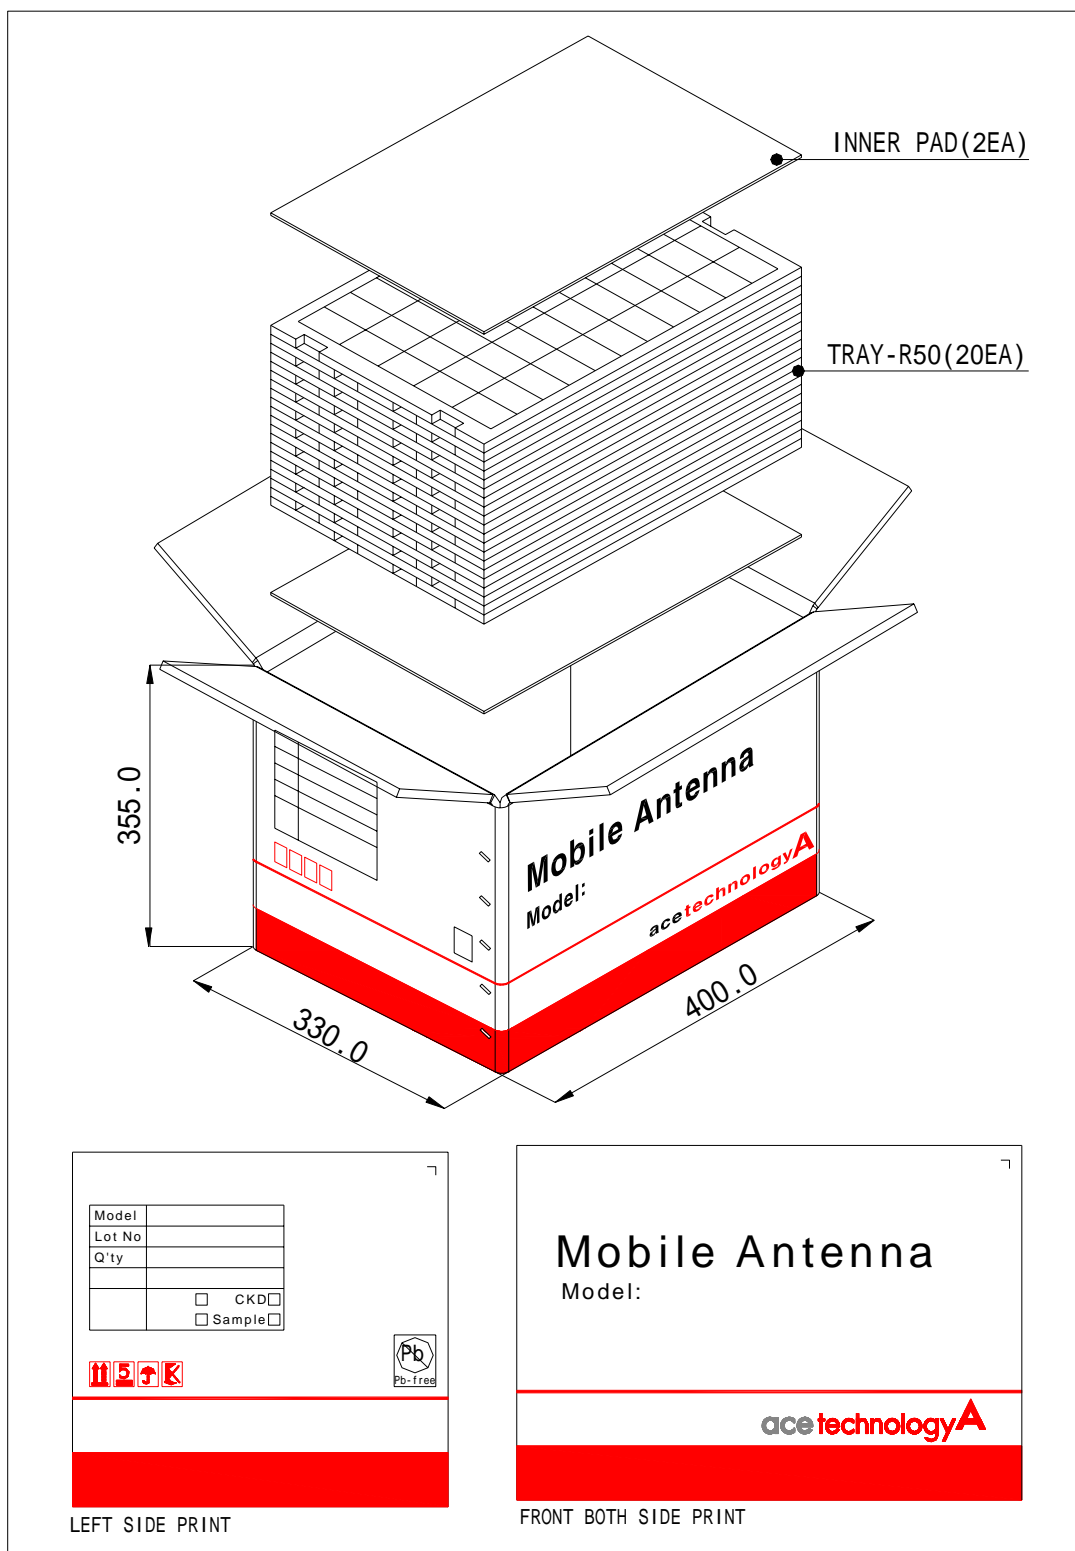 INNER PAD(2EA)
TRAY-R50(20EA)
355.0
Mobile Antenna
Model:
acetechnologyA
330.0
400.0
Model
Lot No
Q'ty
CKD
Sample
5
Pb
Pb-free
LEFT SIDE PRINT
Mobile Antenna
Model:
acetechnologyA
FRONT BOTH SIDE PRINT